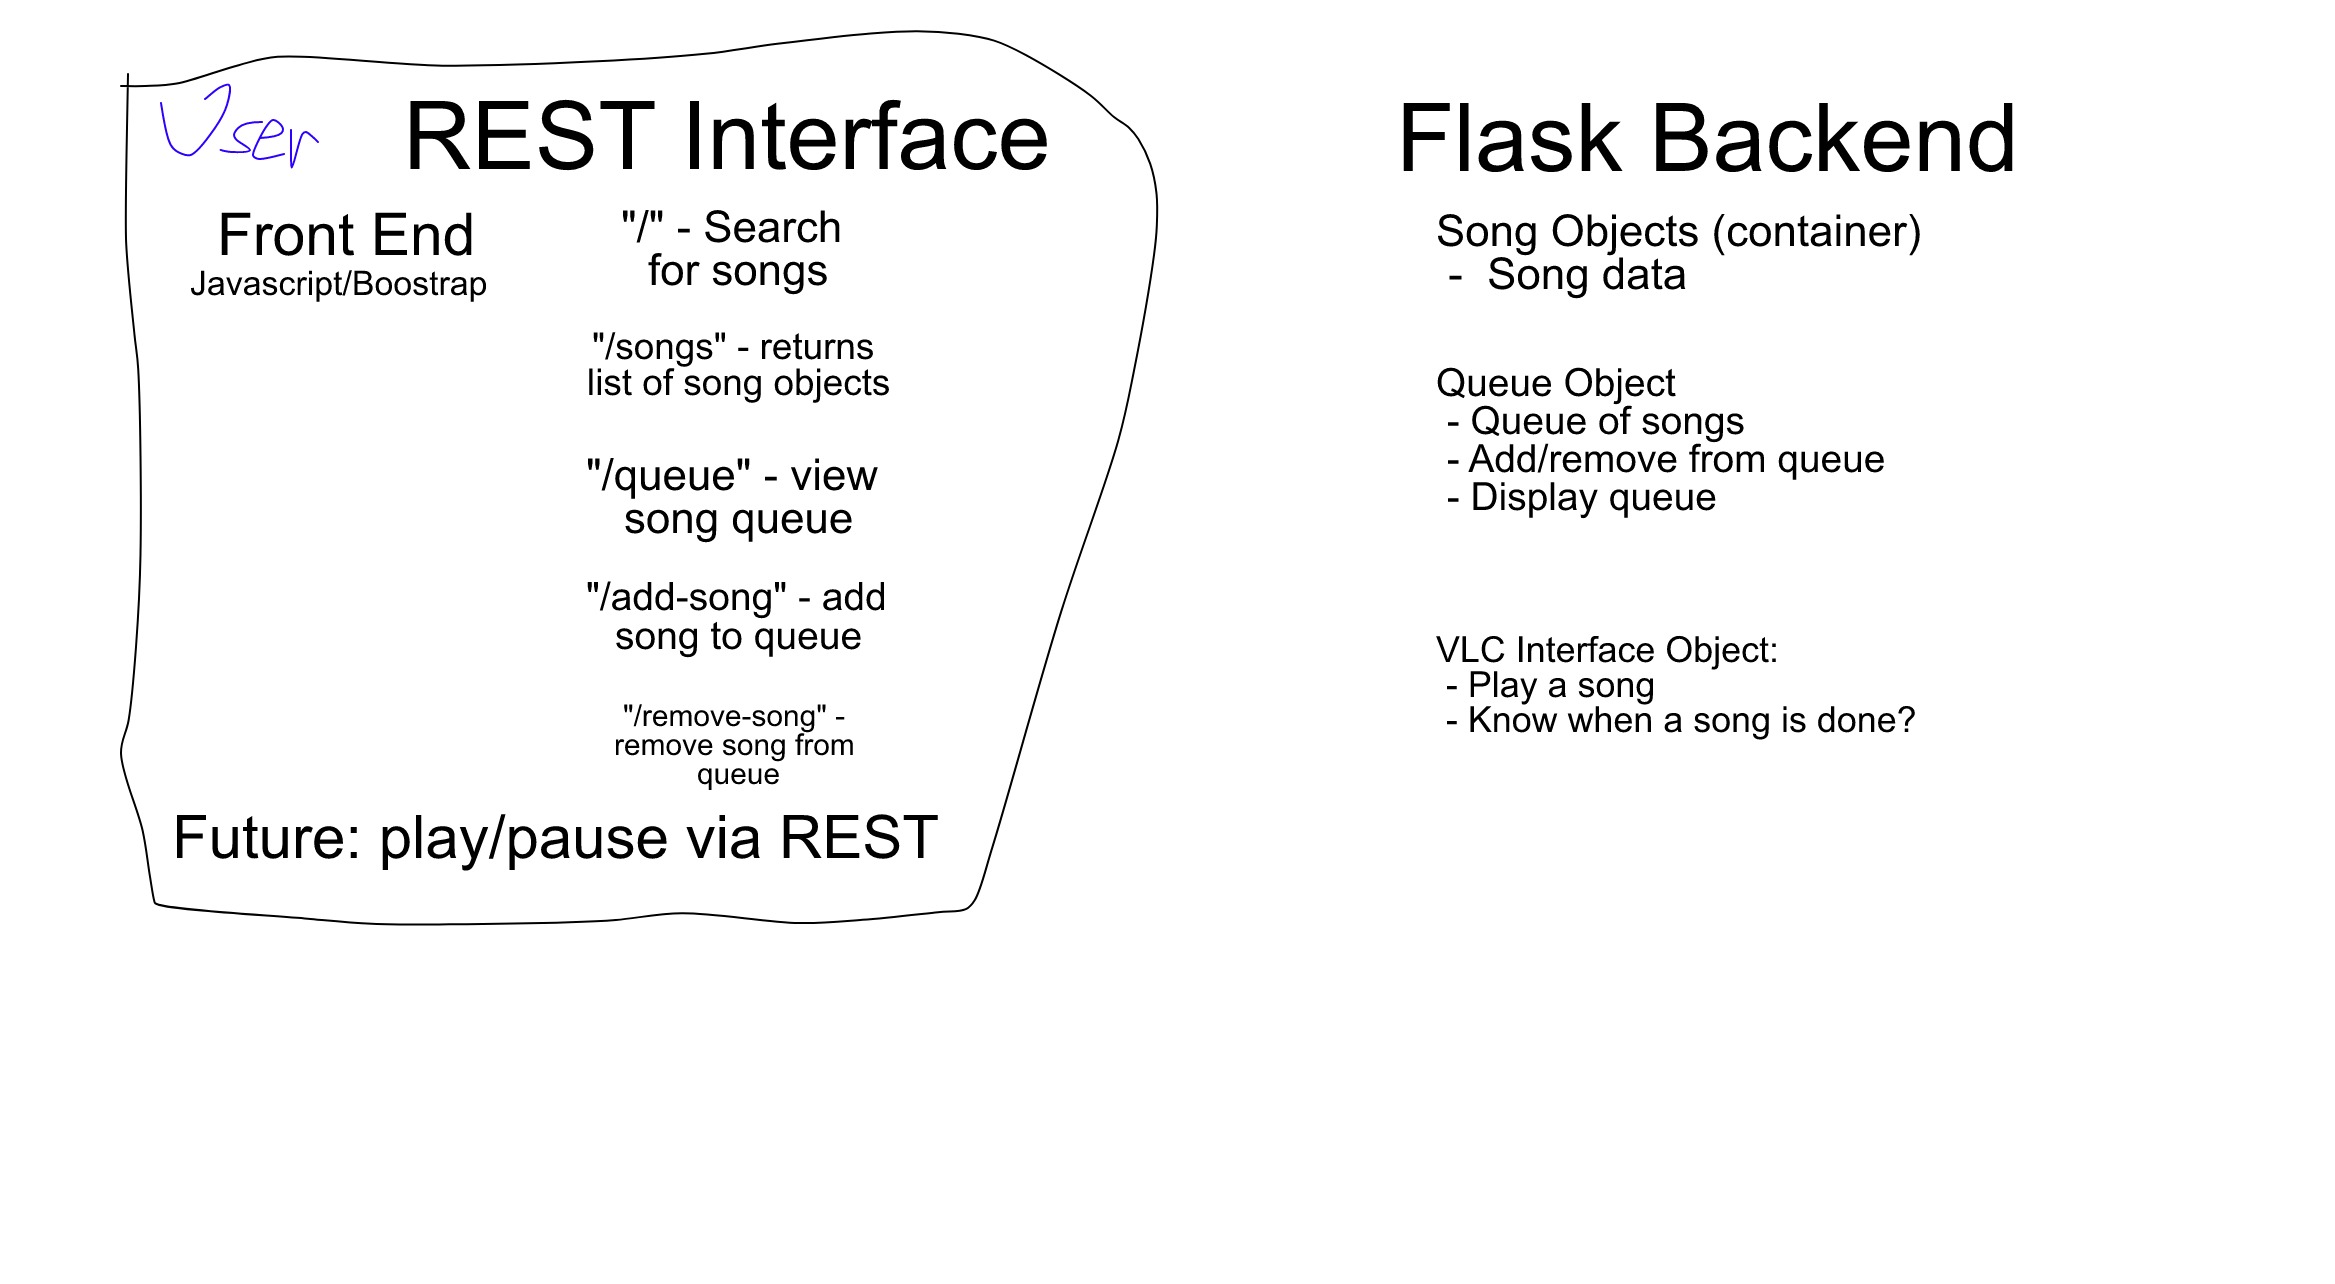 User
REST Interface
Front End
Javascript/Boostrap
"/" - Search
for songs
"/songs" - returns
list of song objects
"/queue" - view
song queue
"/add-song" - add
song to queue
"/remove-song" -
remove song from
queue
Future: play/pause via REST
Flask Backend
Song Objects (container)
- Song data
Queue Object
- Queue of songs
- Add/remove from queue
- Display queue
VLC Interface Object:
- Play a song
- Know when a song is done?